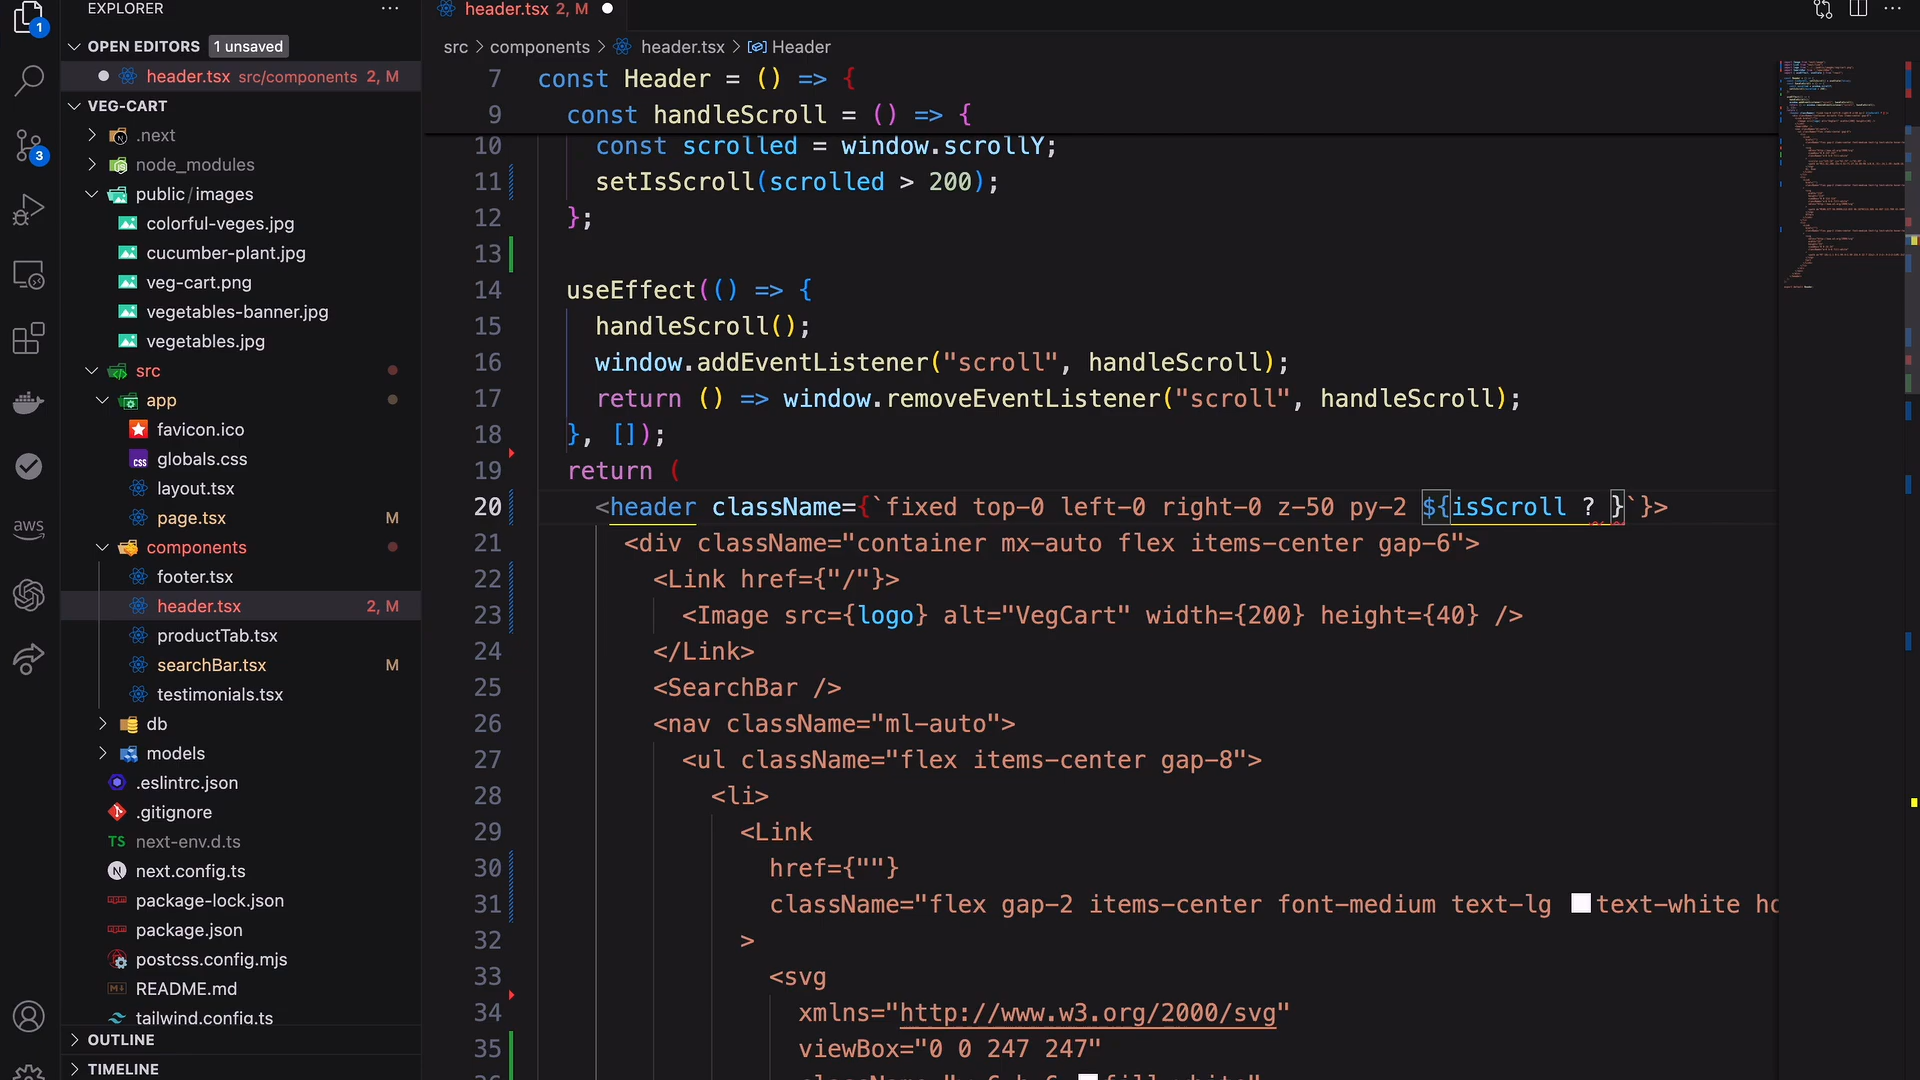 EXPLORER
OPEN EDITORS 1 unsaved
header.tsx src/components 2, M
VEG-CART
.next
node_modules
public/images
colorful-veges.jpg
cucumber-plant.jpg
veg-cart.png
vegetables-banner.jpg
vegetables.jpg
src
app
favicon.ico
globals.css
layout.tsx
page.tsx M
components
footer.tsx
header.tsx 2, M
productTab.tsx
searchBar.tsx M
testimonials.tsx
db
models
.eslintrc.json
.gitignore
TS next-env.d.ts
next.config.ts
package-lock.json
package.json
postcss.config.mjs
README.md
tailwind.config.ts
OUTLINE
TIMELINE
1
3
aws
header.tsx 2, M
src > components > header.tsx > Header
7 const Header = () => {
9 const handleScroll = () => {
10 const scrolled = window.scrollY;
11 setIsScroll(scrolled > 200);
12 };
13
14 useEffect(() => {
15 handleScroll();
16 window.addEventListener("scroll", handleScroll);
17 return () => window.removeEventListener("scroll", handleScroll);
18 }, []);
19 return (
20 <header className={`fixed top-0 left-0 right-0 z-50 py-2 ${isScroll ? }`}>
21 <div className="container mx-auto flex items-center gap-6">
22 <Link href={"/"}>
23 <Image src={logo} alt="VegCart" width={200} height={40} />
24 </Link>
25 <SearchBar />
26 <nav className="ml-auto">
27 <ul className="flex items-center gap-8">
28 <li>
29 <Link
30 href={""}
31 className="flex gap-2 items-center font-medium text-lg text-white
32 >
33 <svg
34 xmlns="http://www.w3.org/2000/svg"
35 viewBox="0 0 247 247"